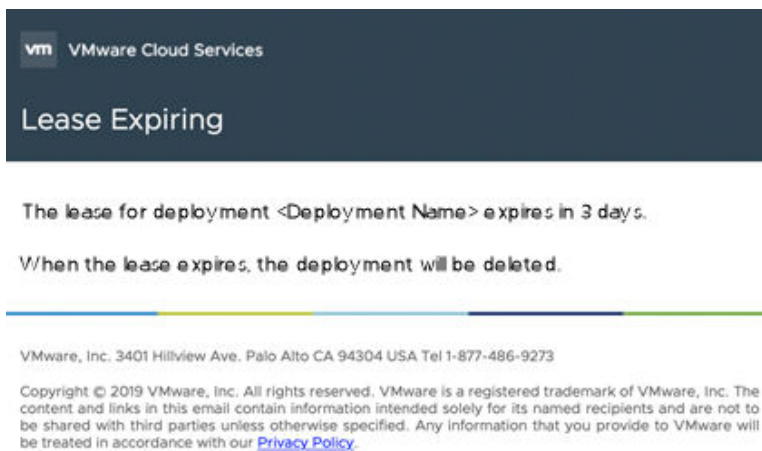 vm VMware Cloud Services
Lease Expiring
The lease for deployment <Deployment Name> expires in 3 days.
When the lease expires, the deployment will be deleted.
VMware, Inc. 3401 Hillview Ave. Palo Alto CA 94304 USA Tel 1-877-486-9273
Copyright © 2019 VMware, Inc. All rights reserved. VMware is a registered trademark of VMware, Inc. The
content and links in this email contain information intended solely for its named recipients and are not to
be shared with third parties unless otherwise specified. Any information that you provide to VMware will
be treated in accordance with our Privacy Policy.